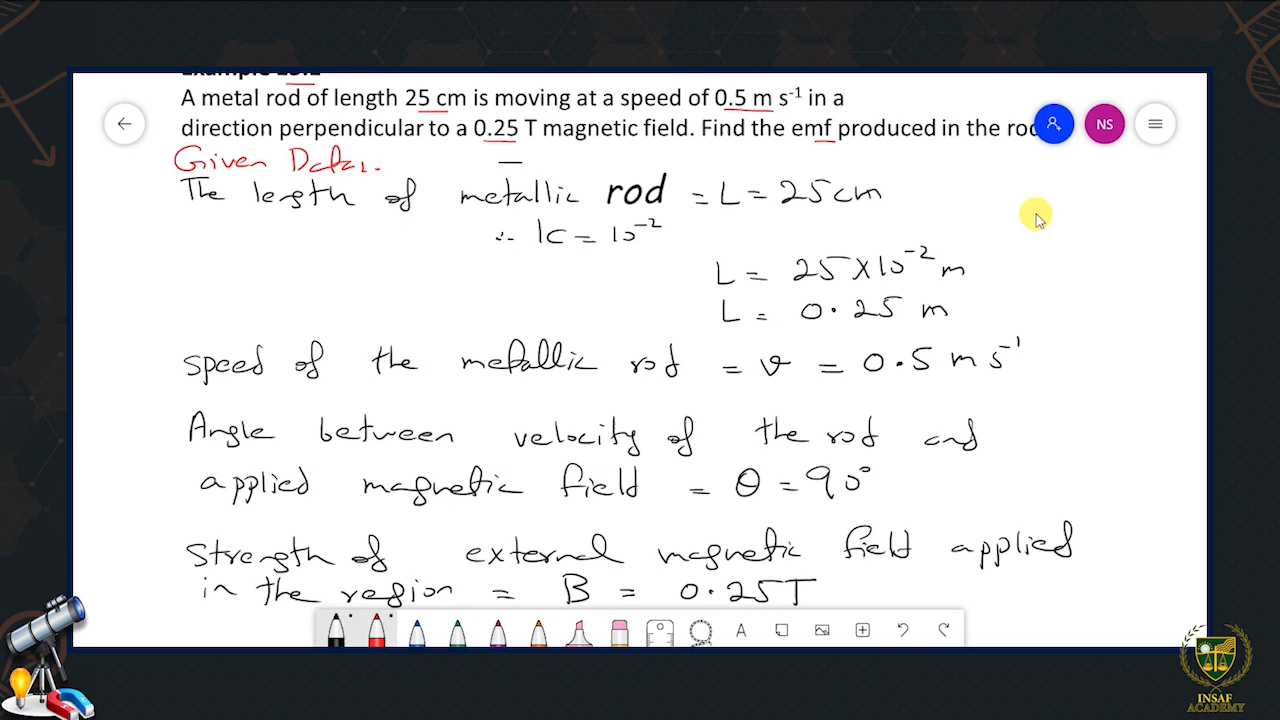 A metal rod of length 25 cm is moving at a speed of 0.5 m s-1 in a
direction perpendicular to a 0.25 T magnetic field. Find the emf produced in the rod
NS
Given Data:
The length of metallic rod = L = 25 cm
∴ 1c = 10⁻²
L = 25×10⁻² m
L = 0.25 m
speed of the metallic rod = v = 0.5 m s⁻¹
Angle between velocity of the rod and
applied magnetic field = θ = 90°
Strength of external magnetic field applied
in the region = B = 0.25T
A
INSAF
ACADEMY